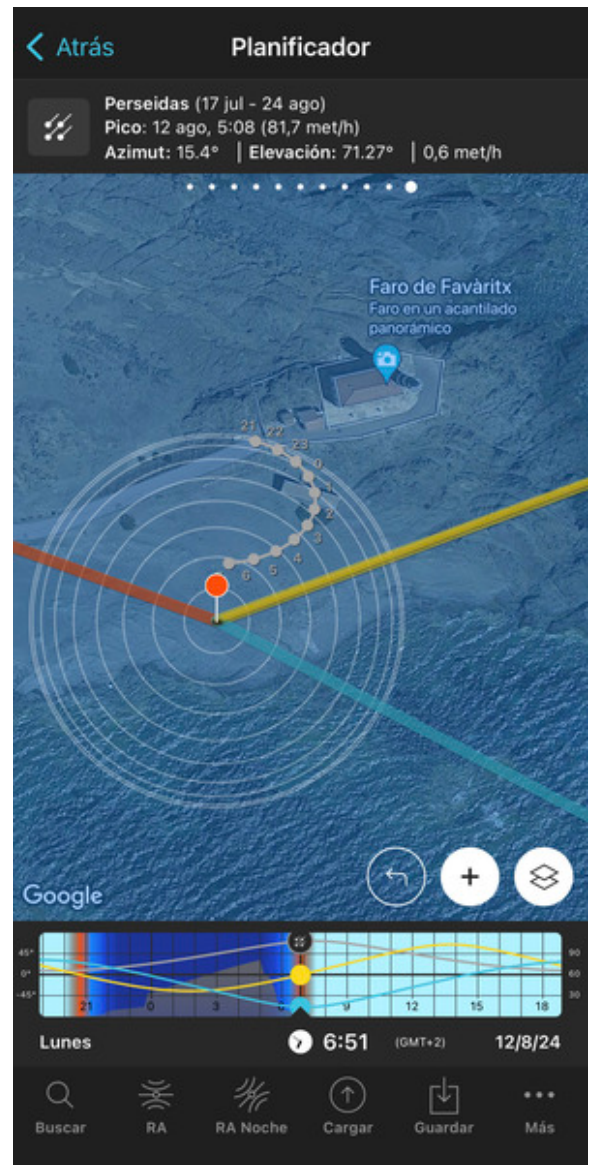 Atrás
Planificador
Perseidas (17 jul - 24 ago)
Pico: 12 ago, 5:08 (81,7 met/h)
Azimut: 15.4° | Elevación: 71.27° | 0,6 met/h
Faro de Favàritx
Faro en un acantilado
panorámico
21
22
23
0
1
2
3
4
5
6
Google
45°
0°
-45°
90
60
30
21 0 3 6 9 12 15 18
Lunes 6:51 (GMT+2) 12/8/24
Buscar RA RA Noche Cargar Guardar Más